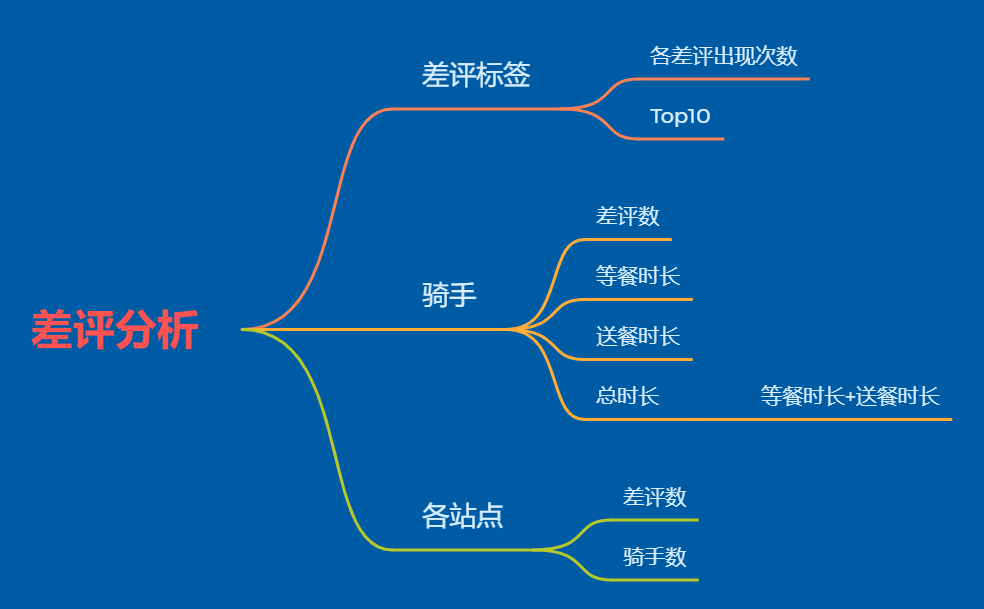 差评分析
差评标签
各差评出现次数
Top10
骑手
差评数
等餐时长
送餐时长
总时长
等餐时长+送餐时长
各站点
差评数
骑手数